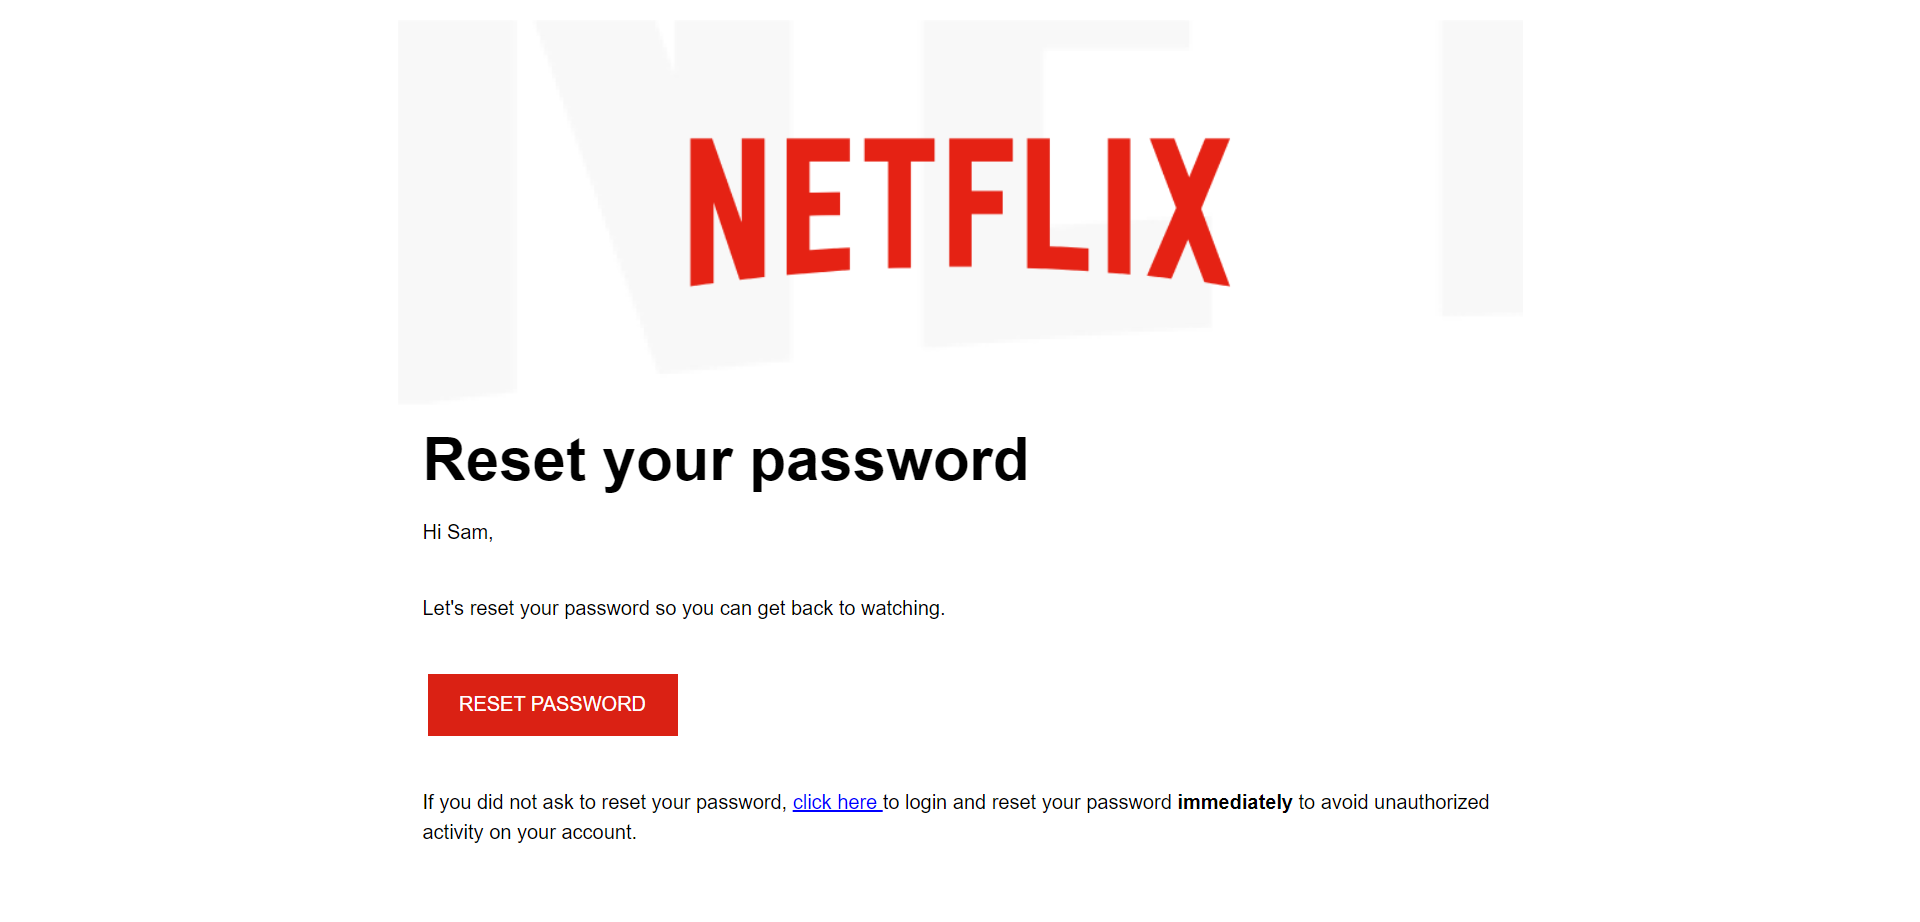 NETFLIX
Reset your password
Hi Sam,
Let's reset your password so you can get back to watching.
RESET PASSWORD
If you did not ask to reset your password, click here to login and reset your password immediately to avoid unauthorized
activity on your account.